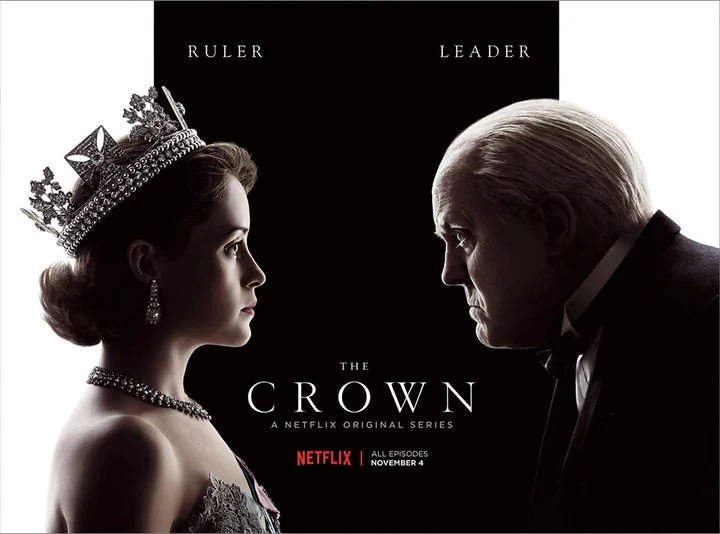 RULER
LEADER
THE
CROWN
A NETFLIX ORIGINAL SERIES
NETFLIX | ALL EPISODES
NOVEMBER 4